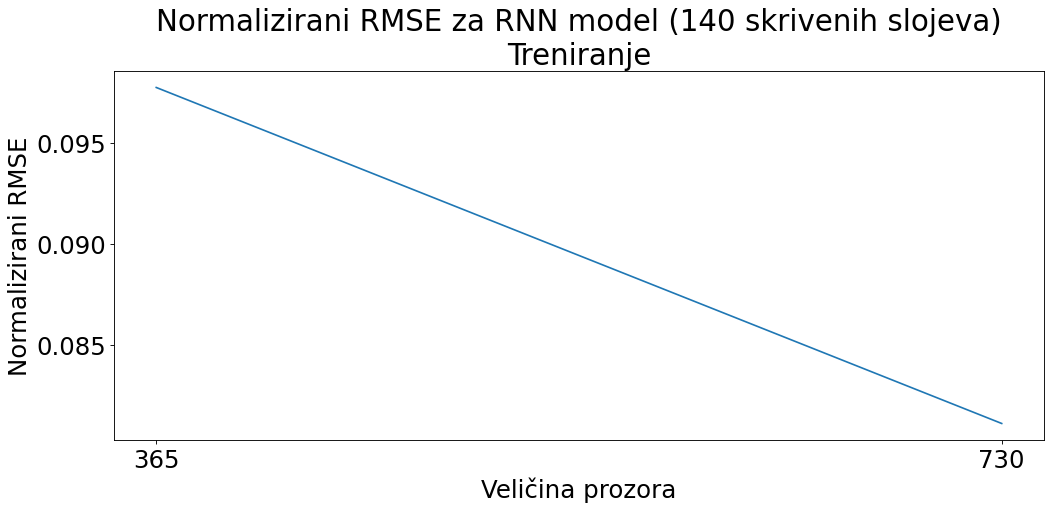 Normalizirani RMSE za RNN model (140 skrivenih slojeva)
Treniranje
Normalizirani RMSE
0.095
0.090
0.085
365
730
Veličina prozora